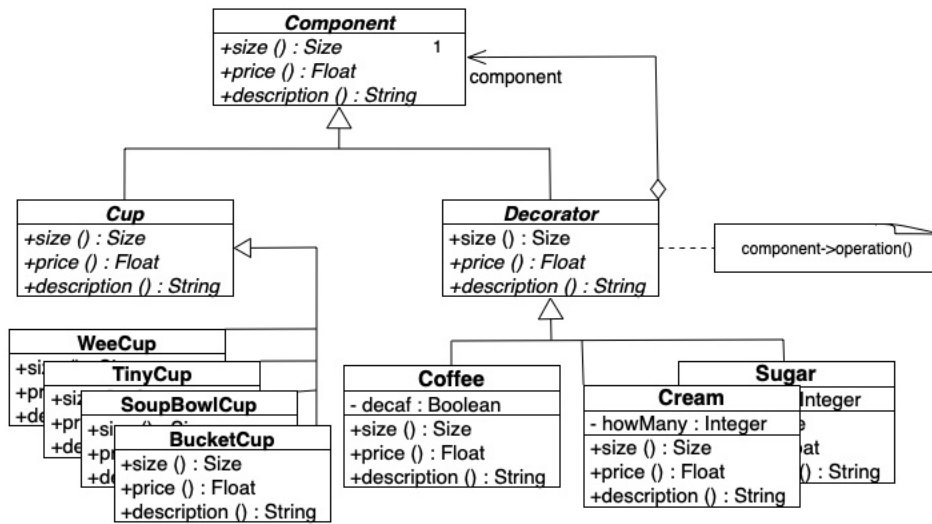 Component
+size () : Size
1
+price () : Float
component
+description () : String
Cup
+size () : Size
+price () : Float
+description () : String
Decorator
+size () : Size
+price () : Float
+description () : String
component->operation()
WeeCup
TinyCup
SoupBowlCup
BucketCup
+size () : Size
+price () : Float
+description () : String
Coffee
- decaf : Boolean
+size () : Size
+price () : Float
+description () : String
Cream
- howMany : Integer
+size () : Size
+price () : Float
+description () : String
Sugar
Integer
() : String